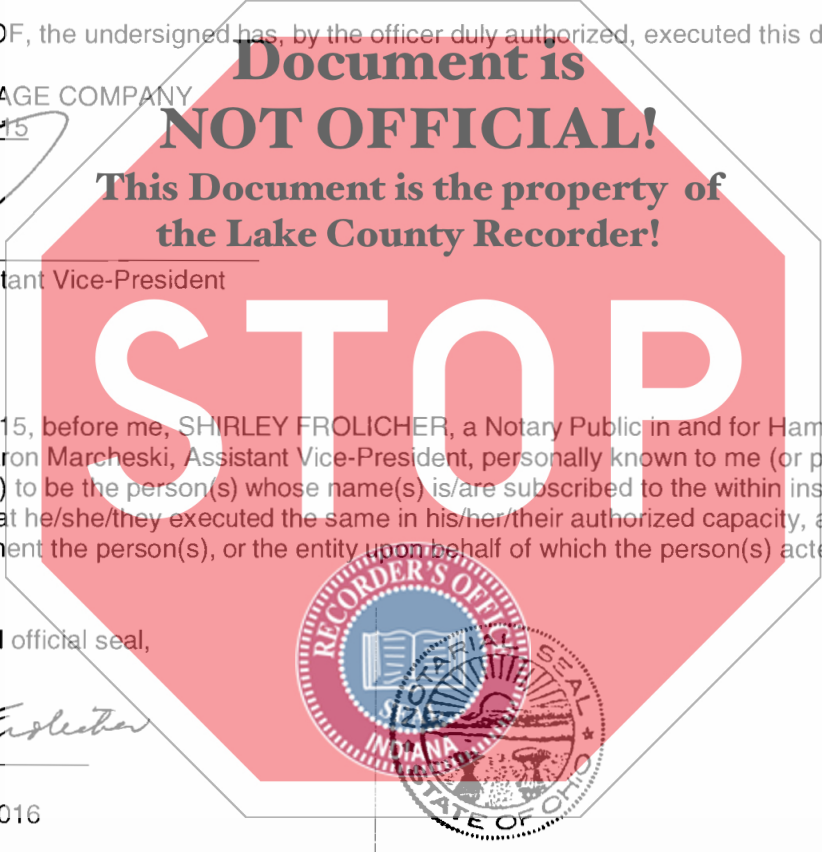 OF, the undersigned has, by the officer duly authorized, executed this d
Document is
AGE COMPANY
NOT OFFICIAL!
15
This Document is the property of
the Lake County Recorder!
tant Vice-President
STOP
15, before me, SHIRLEY FROLICHER, a Notary Public in and for Ham
ron Marcheski, Assistant Vice-President, personally known to me (or p
) to be the person(s) whose name(s) is/are subscribed to the within ins
at he/she/they executed the same in his/her/their authorized capacity, a
ent the person(s), or the entity upon behalf of which the person(s) acte
RECORDER'S OFFICE
SEAL
INDIANA
l official seal,
NOTARIAL SEAL
STATE OF OHIO
Frolicher
016